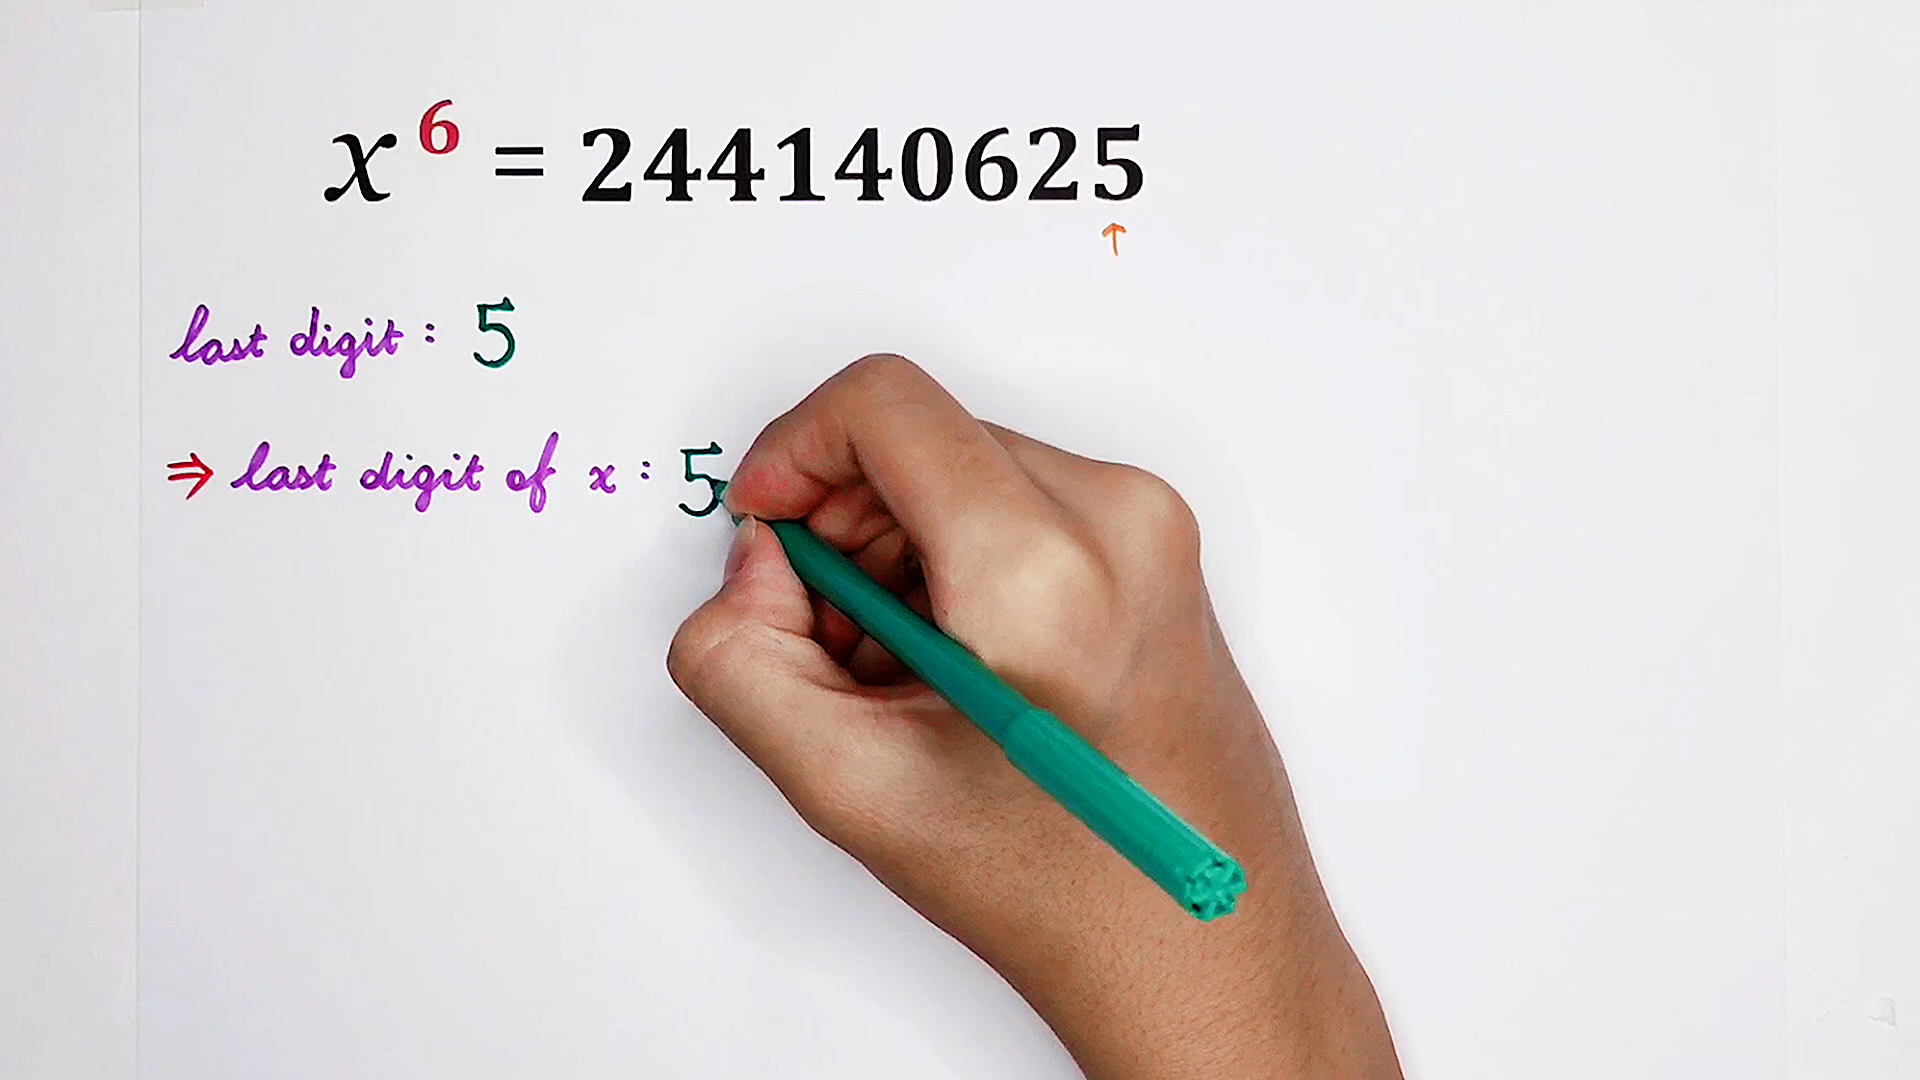 x⁶ = 244140625
↑
last digit : 5
⇒ last digit of x : 5